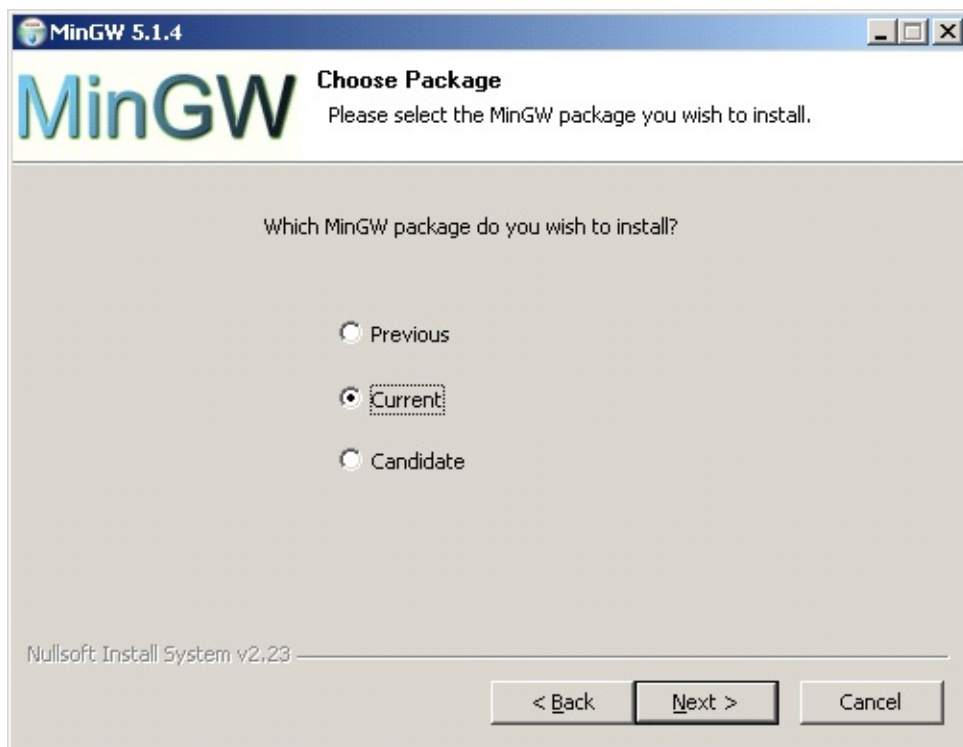 MinGW 5.1.4
MinGW
Choose Package
Please select the MinGW package you wish to install.
Which MinGW package do you wish to install?
Previous
Current
Candidate
Nullsoft Install System v2.23
< Back
Next >
Cancel